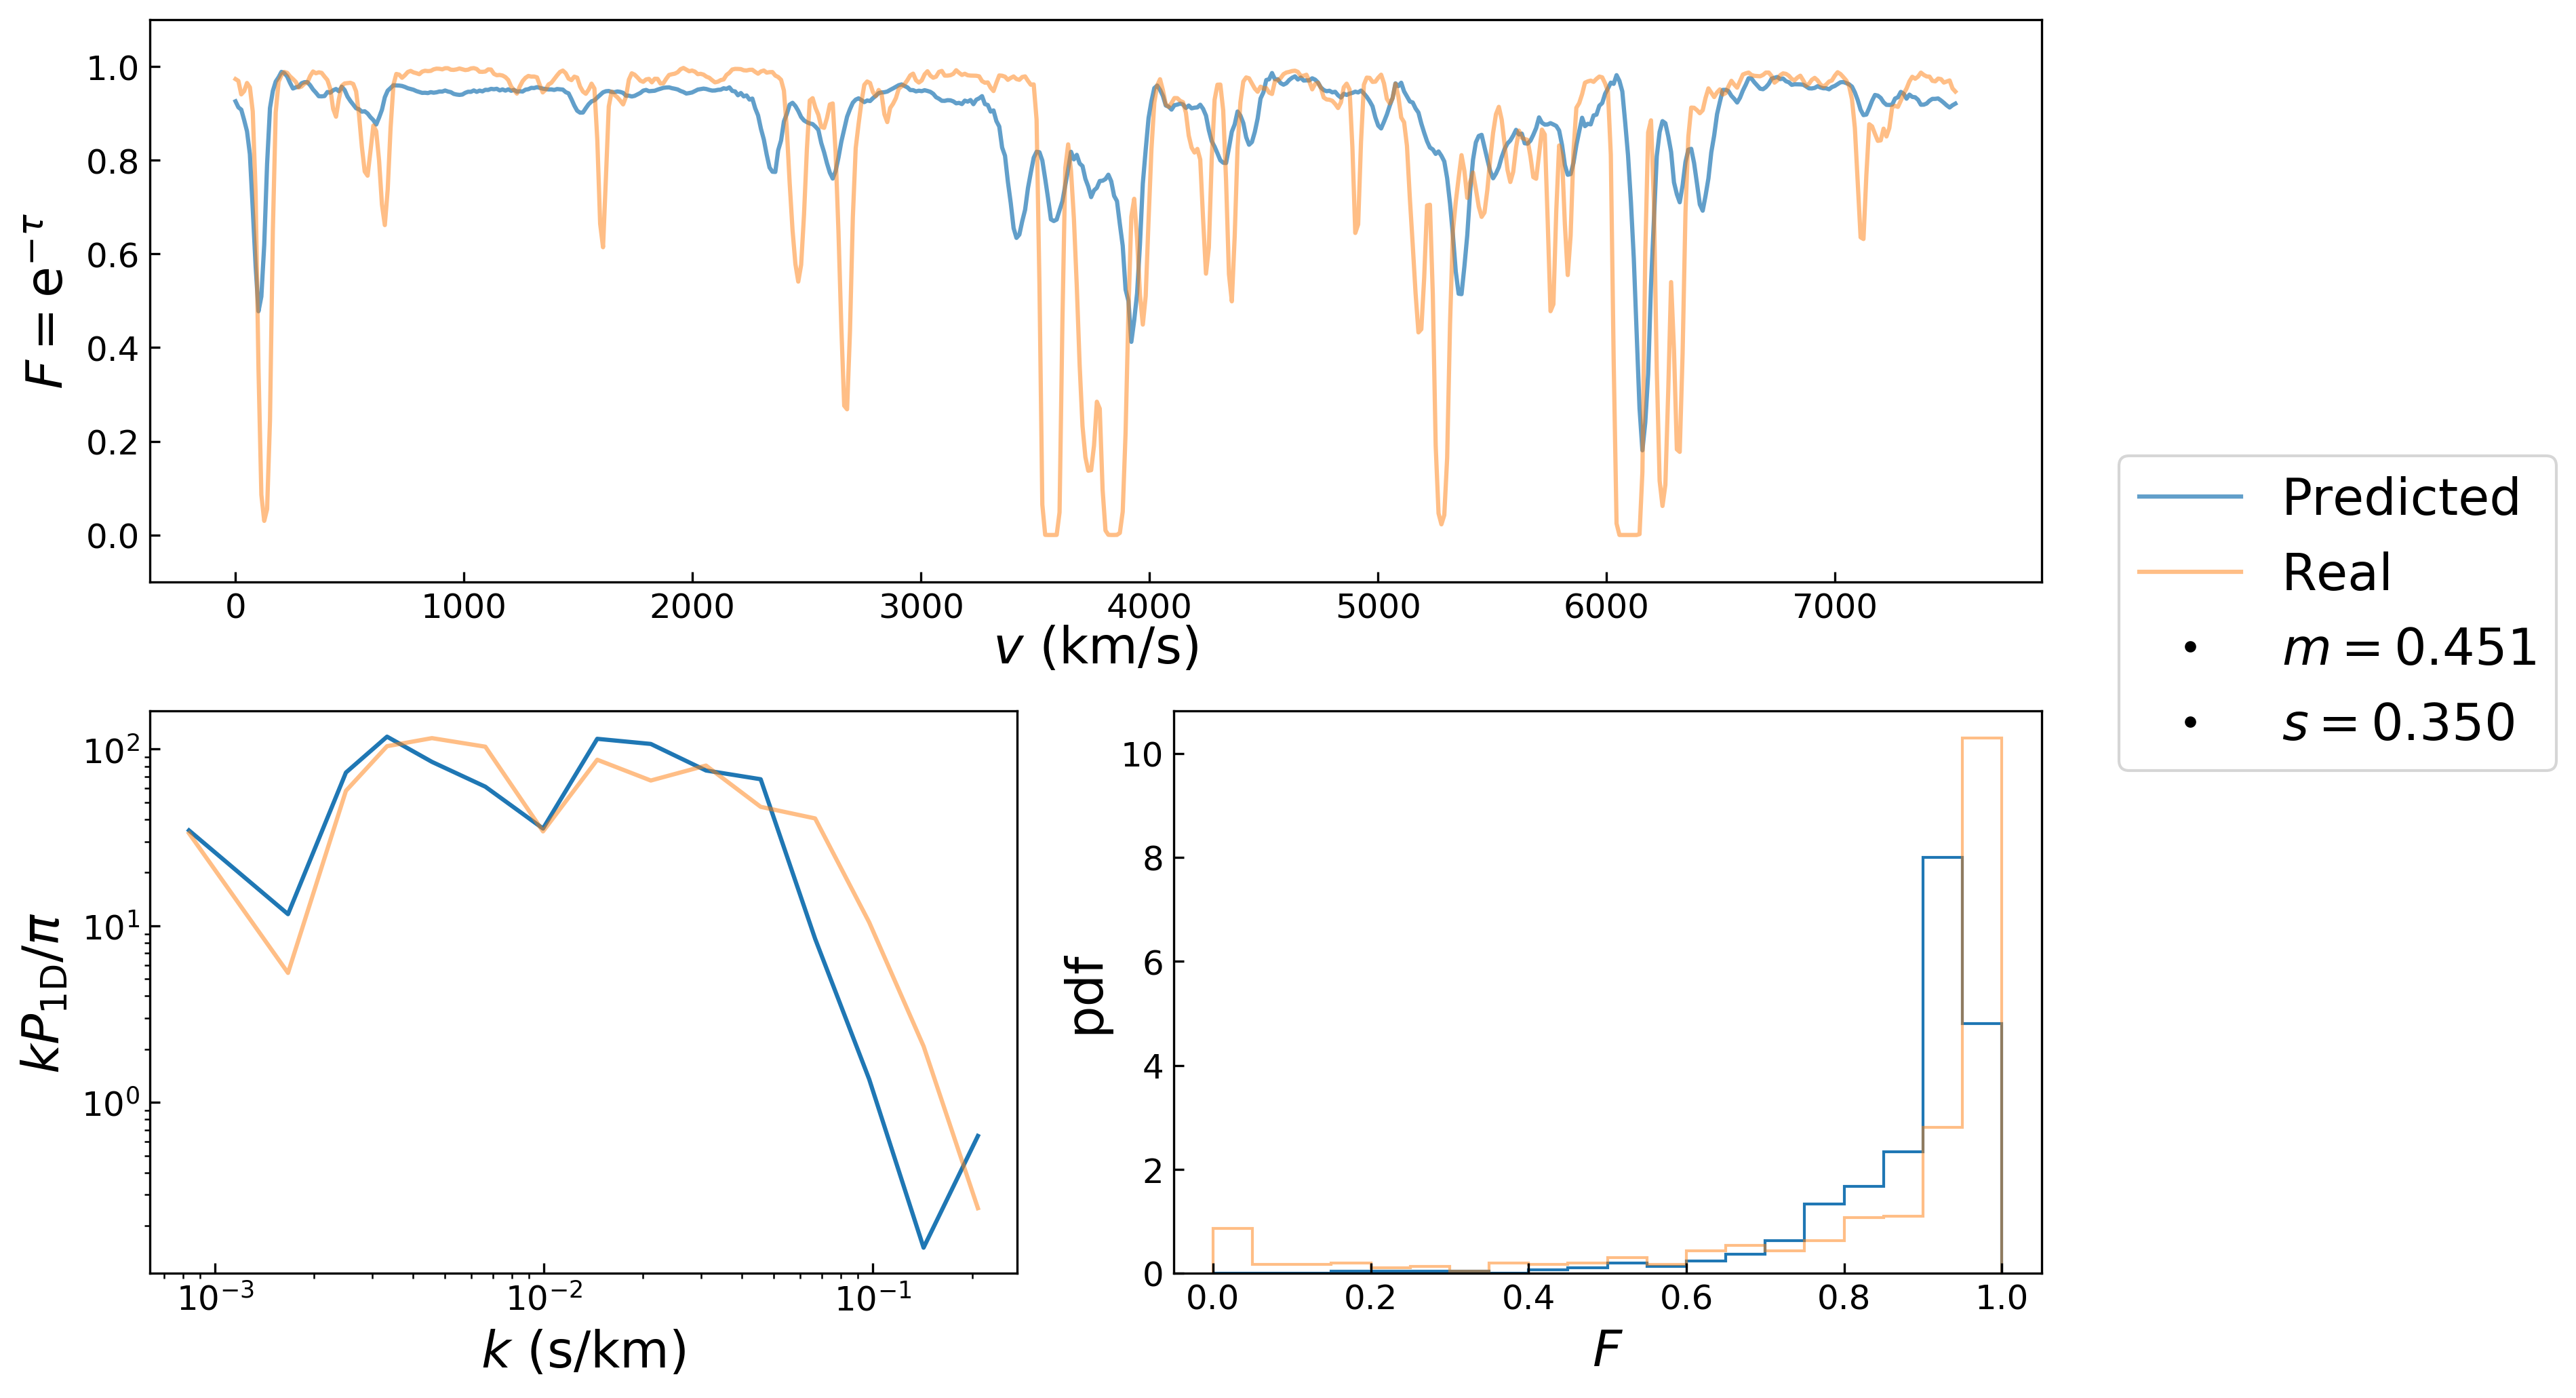 1.0
0.8
0.6
0.4
0.2
0.0
F = e^{−τ}
0 1000 2000 3000 4000 5000 6000 7000
v (km/s)
Predicted
Real
m = 0.451
s = 0.350
10^2
10^1
10^0
kP_{1D}/π
10^{−3} 10^{−2} 10^{−1}
k (s/km)
10
8
6
4
2
0
pdf
0.0 0.2 0.4 0.6 0.8 1.0
F